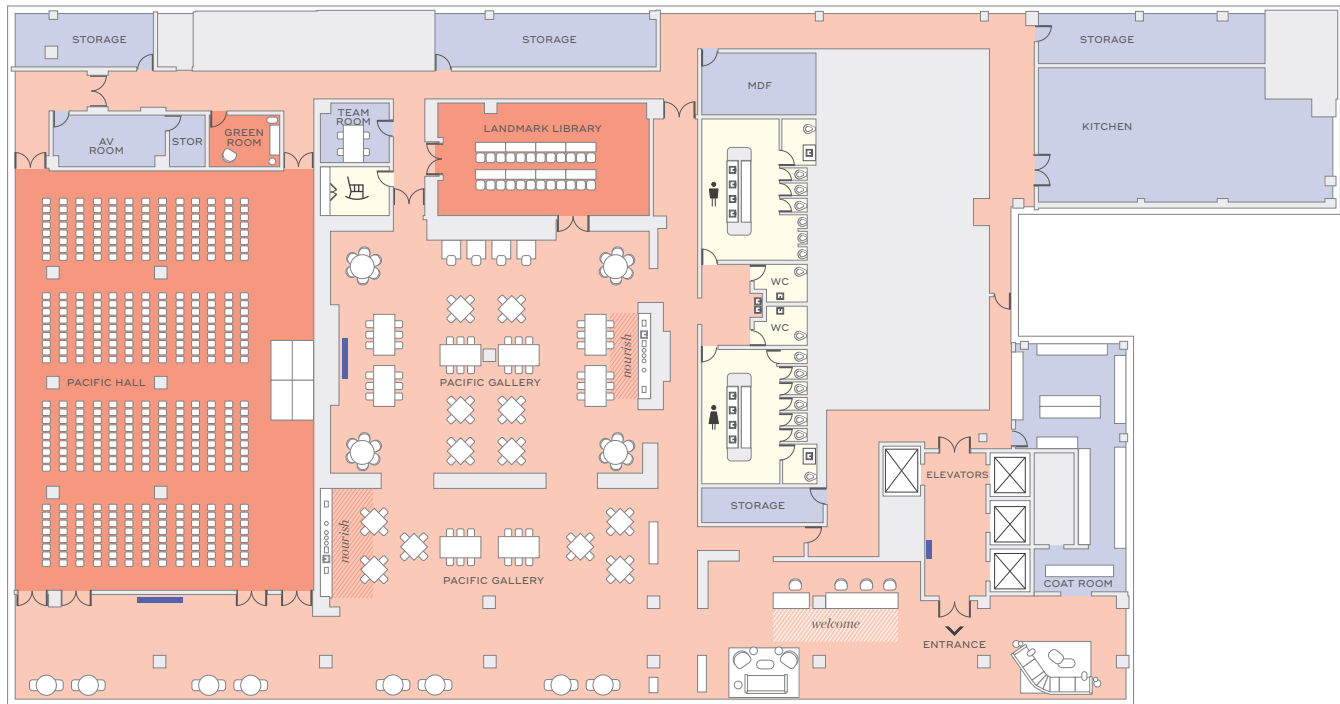 STORAGE
STORAGE
STORAGE
MDF
TEAM
ROOM
GREEN
ROOM
AV
ROOM
STOR
LANDMARK LIBRARY
KITCHEN
WC
WC
nourish
PACIFIC HALL
PACIFIC GALLERY
ELEVATORS
STORAGE
nourish
PACIFIC GALLERY
COAT ROOM
welcome
ENTRANCE